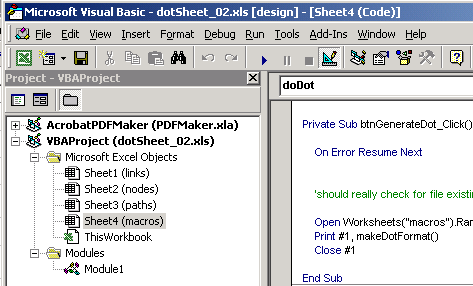 Microsoft Visual Basic - dotSheet_02.xls [design] - [Sheet4 (Code)]
File Edit View Insert Format Debug Run Tools Add-Ins Window
Project - VBAProject
doDot
AcrobatPDFMaker (PDFMaker.xla)
VBAProject (dotSheet_02.xls)
Microsoft Excel Objects
Sheet1 (links)
Sheet2 (nodes)
Sheet3 (paths)
Sheet4 (macros)
ThisWorkbook
Modules
Module1
Private Sub btnGenerateDot_Click()
On Error Resume Next
'should really check for file existin
Open Worksheets("macros").Ran
Print #1, makeDotFormat()
Close #1
End Sub